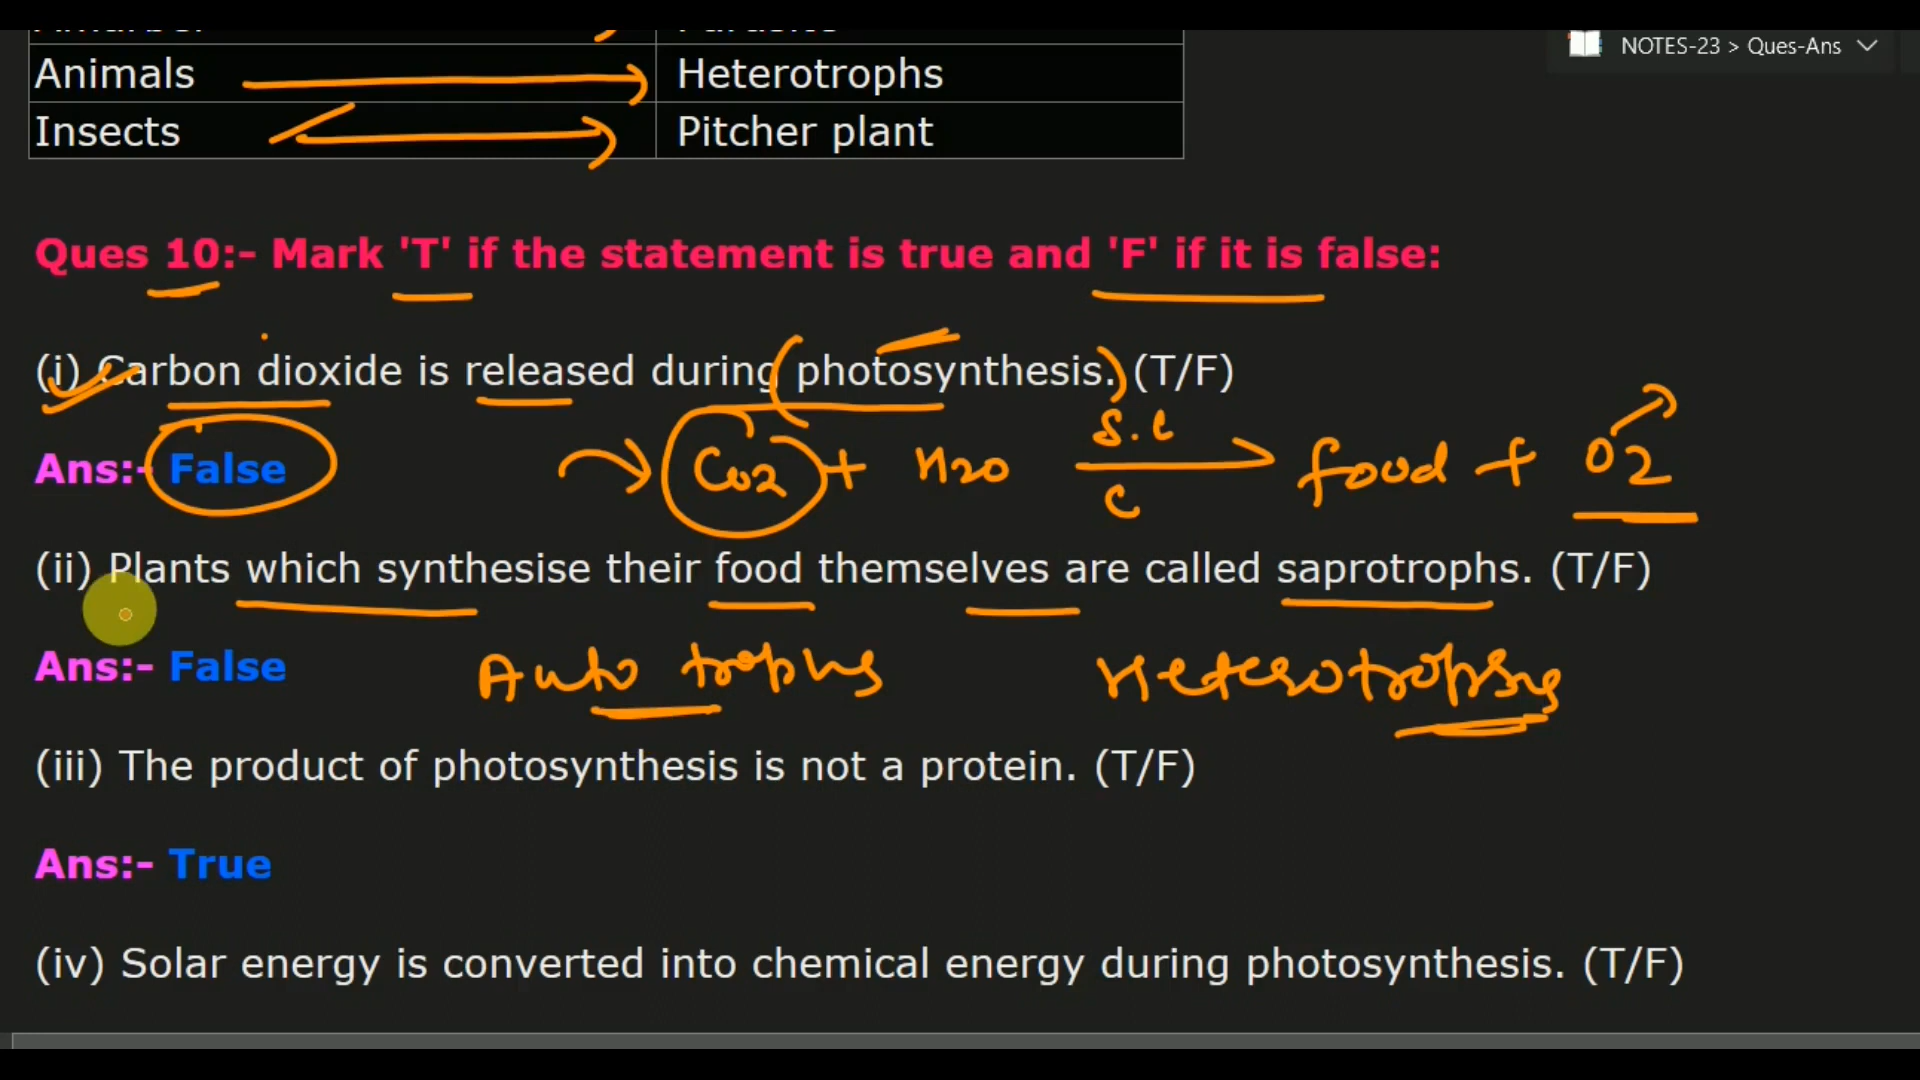 NOTES-23 > Ques-Ans
Animals Heterotrophs
Insects Pitcher plant
Ques 10:- Mark 'T' if the statement is true and 'F' if it is false:
(i) Carbon dioxide is released during photosynthesis. (T/F)
Ans:- False
Co2 + H2O S.L C food + O2
(ii) Plants which synthesise their food themselves are called saprotrophs. (T/F)
Ans:- False Auto trophs
(iii) The product of photosynthesis is not a protein. (T/F)
Ans:- True
(iv) Solar energy is converted into chemical energy during photosynthesis. (T/F)